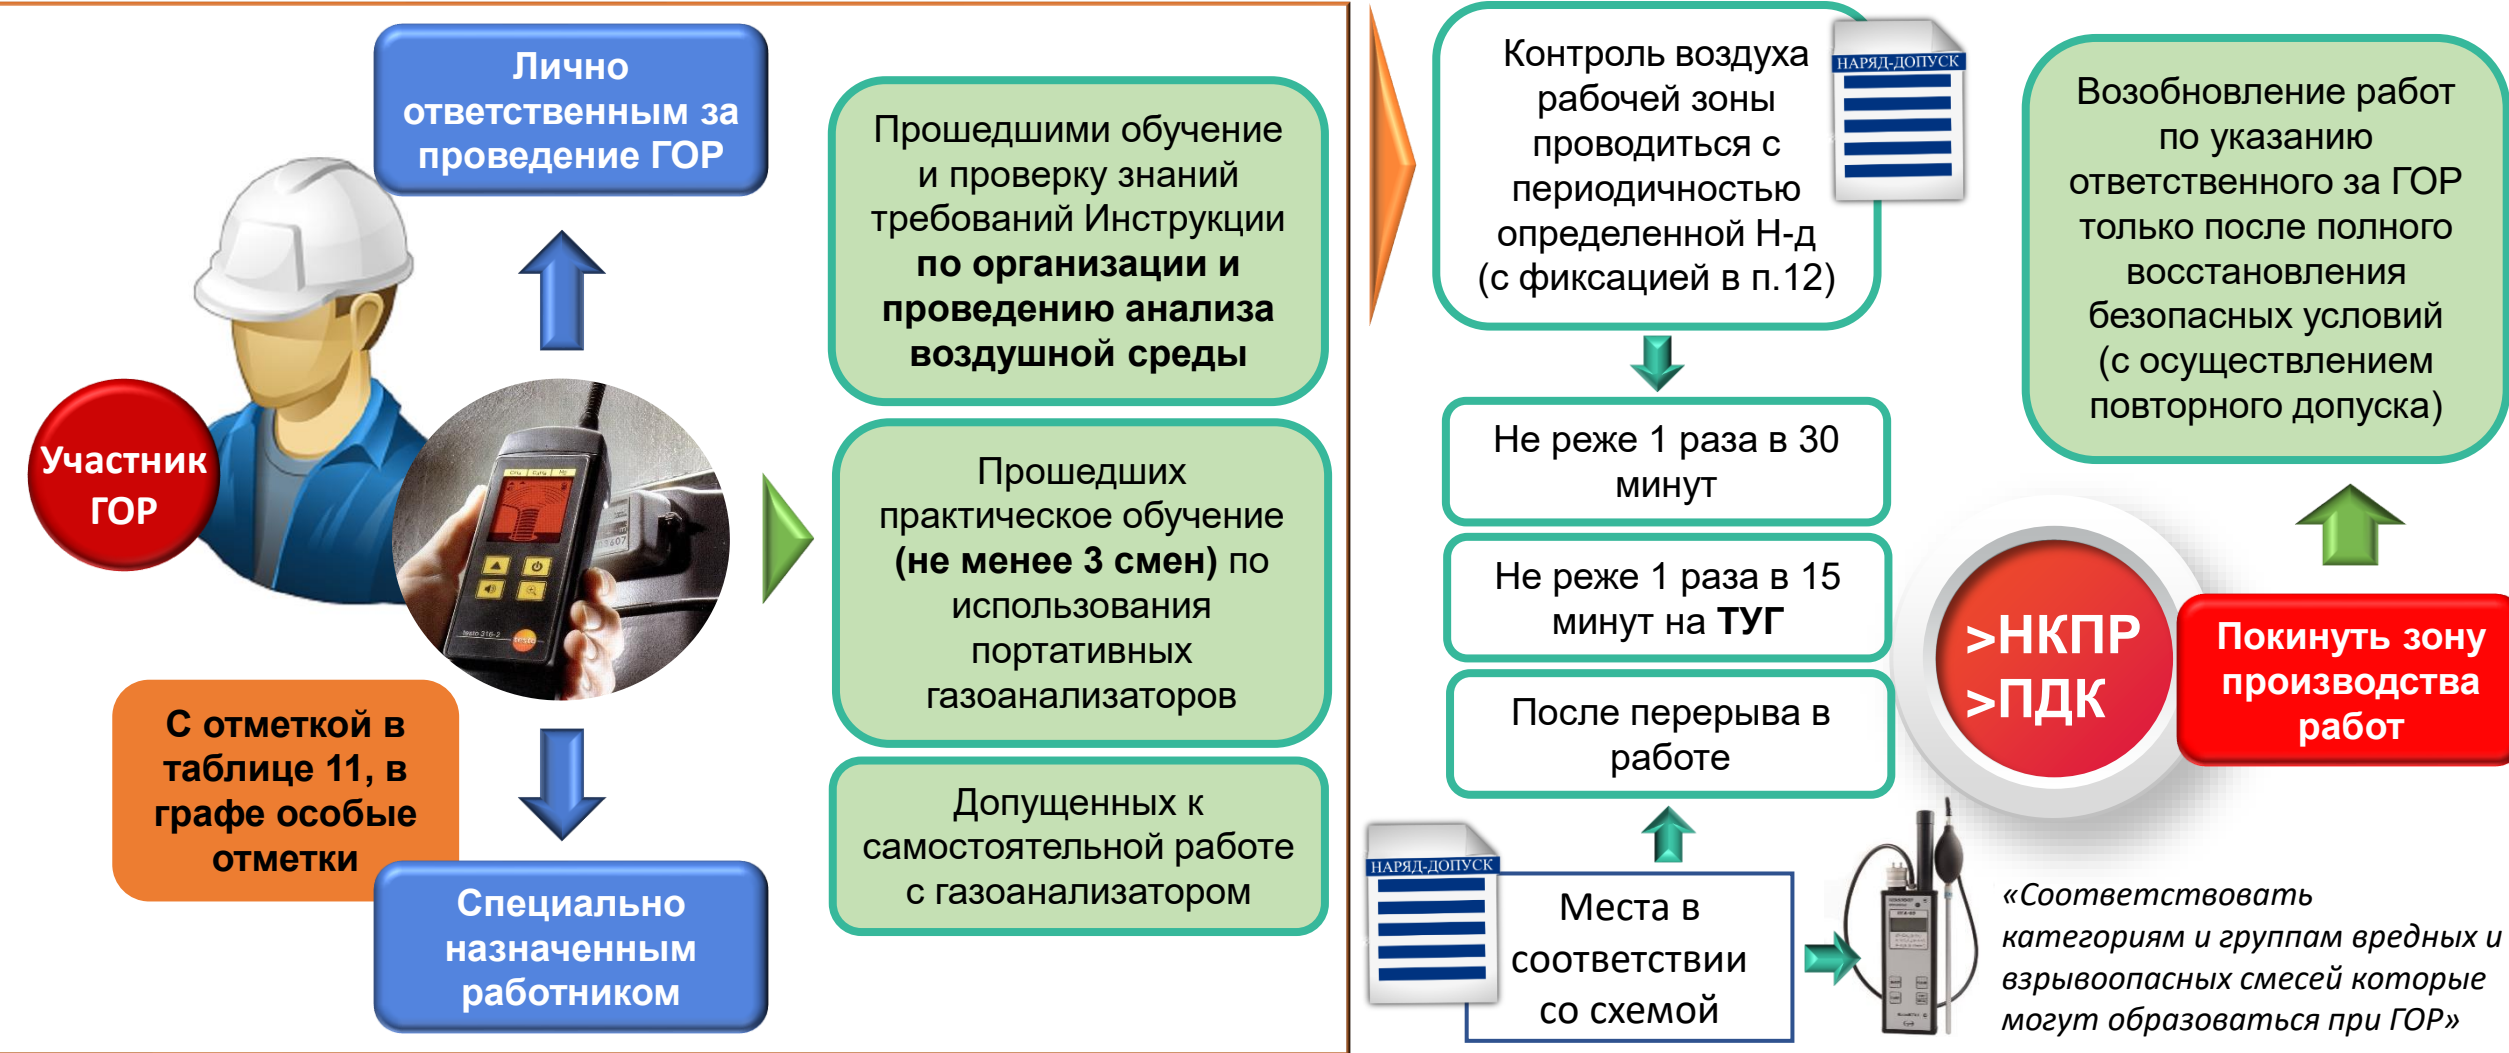 Лично
ответственным за
проведение ГОР
Участник
ГОР
С отметкой в
таблице 11, в
графе особые
отметки
Специально
назначенным
работником
testo 316-2
testo
Прошедшими обучение
и проверку знаний
требований Инструкции
по организации и
проведению анализа
воздушной среды
Прошедших
практическое обучение
(не менее 3 смен) по
использования
портативных
газоанализаторов
Допущенных к
самостоятельной работе
с газоанализатором
Контроль воздуха
рабочей зоны
проводиться с
периодичностью
определенной Н-д
(с фиксацией в п.12)
НАРЯД-ДОПУСК
Не реже 1 раза в 30
минут
Не реже 1 раза в 15
минут на ТУГ
После перерыва в
работе
НАРЯД-ДОПУСК
Места в
соответствии
со схемой
Возобновление работ
по указанию
ответственного за ГОР
только после полного
восстановления
безопасных условий
(с осуществлением
повторного допуска)
>НКПР
>ПДК
Покинуть зону
производства
работ
«Соответствовать
категориям и группам вредных и
взрывоопасных смесей которые
могут образоваться при ГОР»